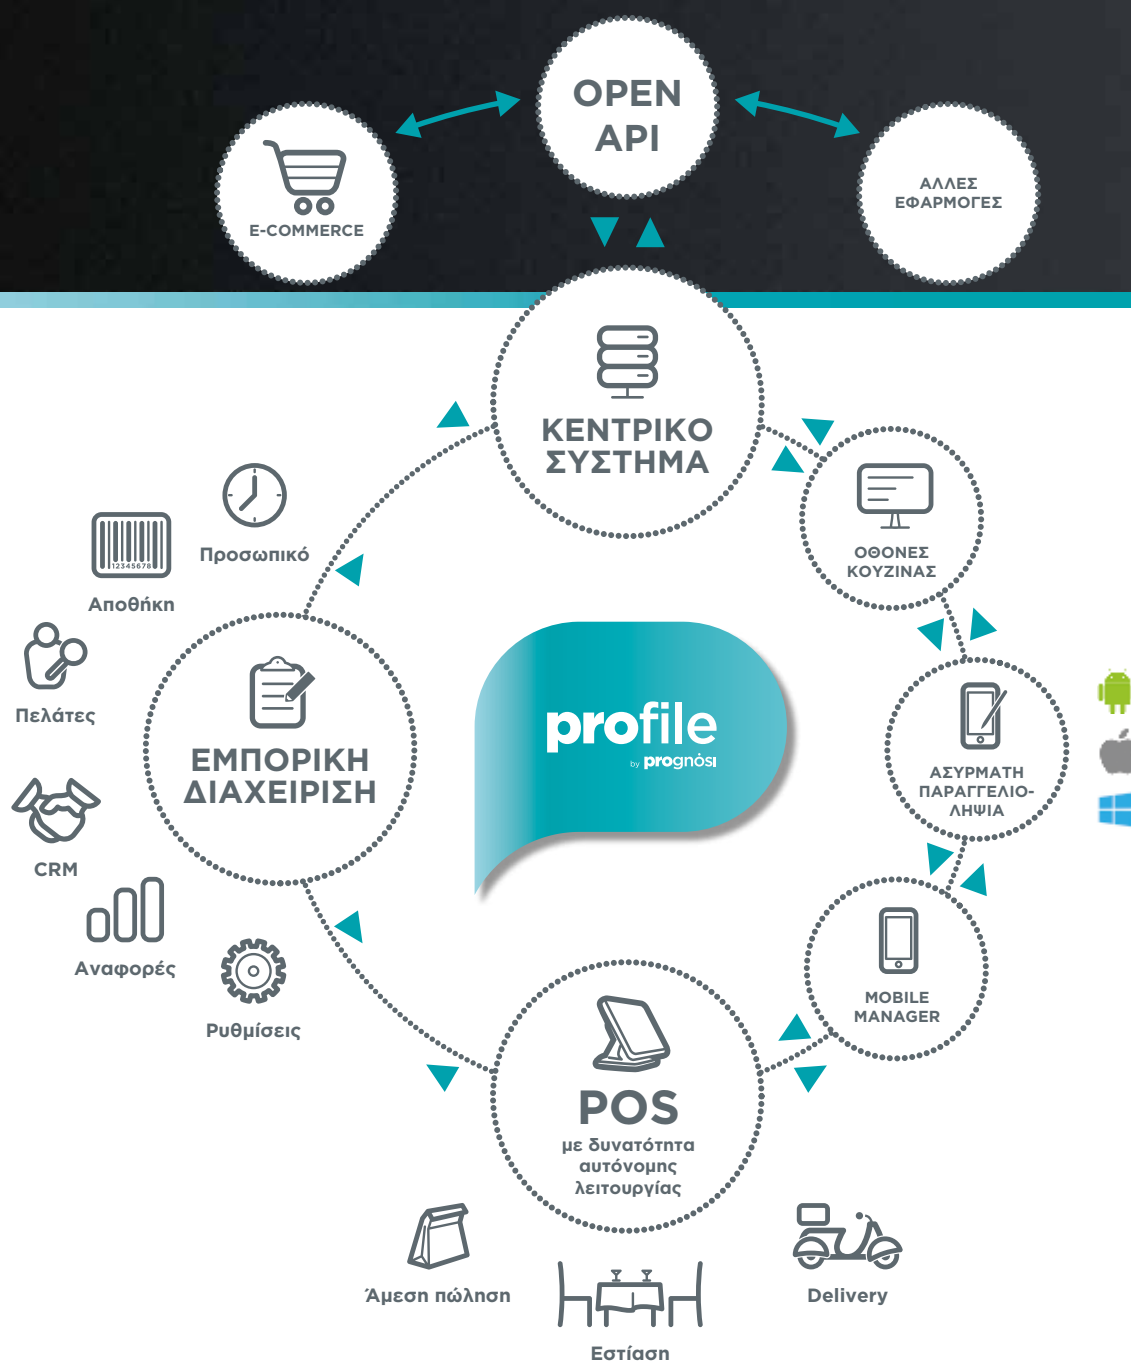 OPEN
API
E-COMMERCE
ΑΛΛΕΣ
ΕΦΑΡΜΟΓΕΣ
ΚΕΝΤΡΙΚΟ
ΣΥΣΤΗΜΑ
ΟΘΟΝΕΣ
ΚΟΥΖΙΝΑΣ
Προσωπικό
12345678
Αποθήκη
Πελάτες
ΕΜΠΟΡΙΚΗ
ΔΙΑΧΕΙΡΙΣΗ
profile
by prognòsı
ΑΣΥΡΜΑΤΗ
ΠΑΡΑΓΓΕΛΙΟ-
ΛΗΨΙΑ
CRM
Αναφορές
Ρυθμίσεις
MOBILE
MANAGER
POS
με δυνατότητα
αυτόνομης
λειτουργίας
Άμεση πώληση
Εστίαση
Delivery